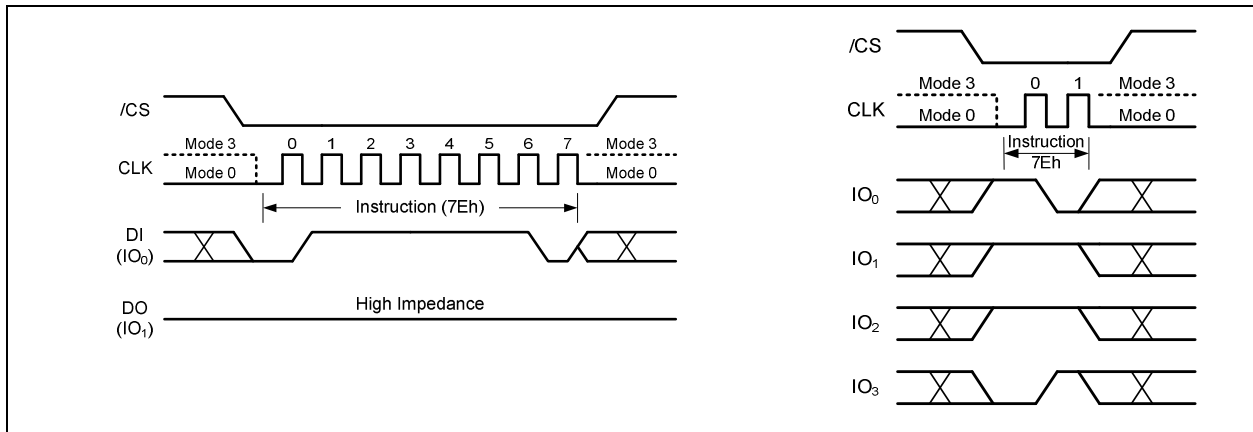 /CS
Mode 3
0 1 2 3 4 5 6 7
Mode 3
CLK
Mode 0
Mode 0
Instruction (7Eh)
DI
(IO₀)
DO
(IO₁)
High Impedance
/CS
Mode 3
0 1
Mode 3
CLK
Mode 0
Mode 0
Instruction
7Eh
IO₀
IO₁
IO₂
IO₃